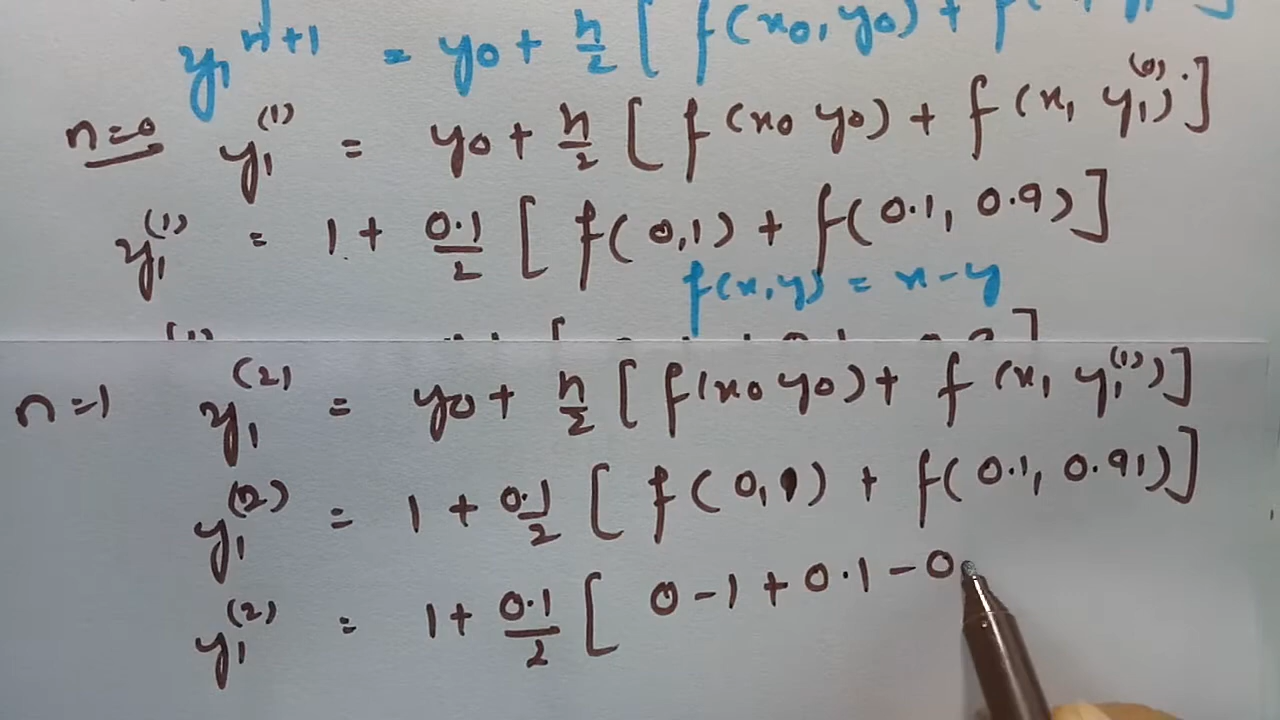 y₁ⁿ⁺¹ = y0 + h/2 [ f(x0, y0) + f
n=0 y₁⁽¹⁾ = y0 + h/2 [ f(x0 y0) + f(x, y₁⁽⁰⁾) ]
y₁⁽¹⁾ = 1 + 0.1/2 [ f(0,1) + f(0.1, 0.9) ]
f(x,y) = x-y
n=1 y₁⁽²⁾ = y0 + h/2 [ f(x0 y0) + f(x, y₁⁽¹⁾) ]
y₁⁽²⁾ = 1 + 0.1/2 [ f(0,1) + f(0.1, 0.91) ]
y₁⁽²⁾ = 1 + 0.1/2 [ 0-1 + 0.1 - 0